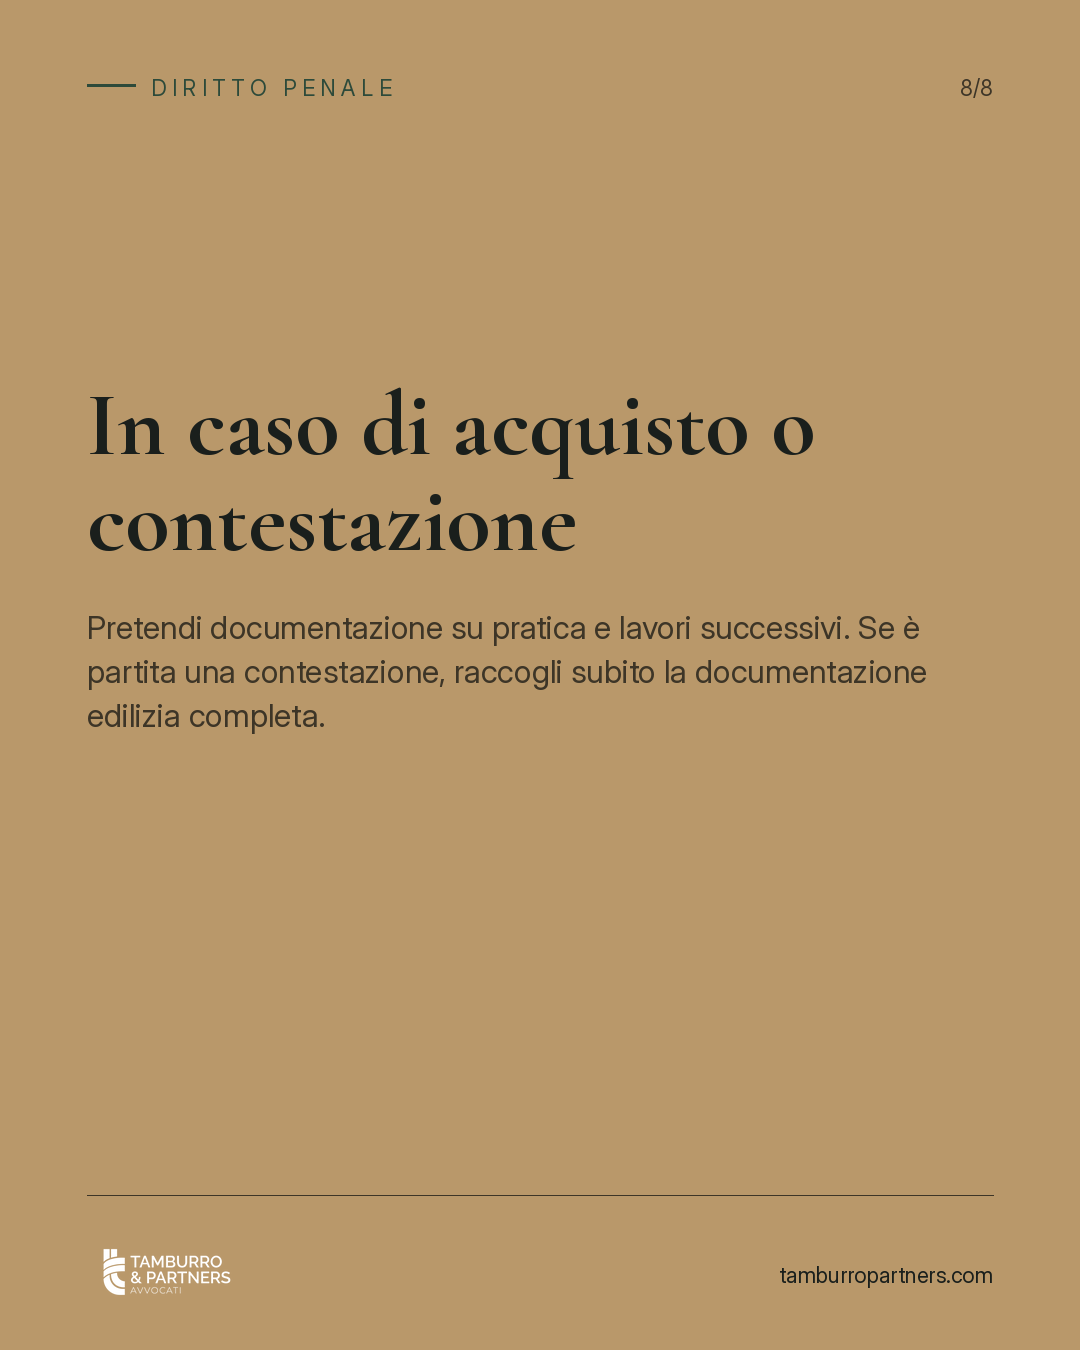 DIRITTO PENALE
8/8
In caso di acquisto o
contestazione
Pretendi documentazione su pratica e lavori successivi. Se è
partita una contestazione, raccogli subito la documentazione
edilizia completa.
TAMBURRO
& PARTNERS
AVVOCATI
tamburropartners.com